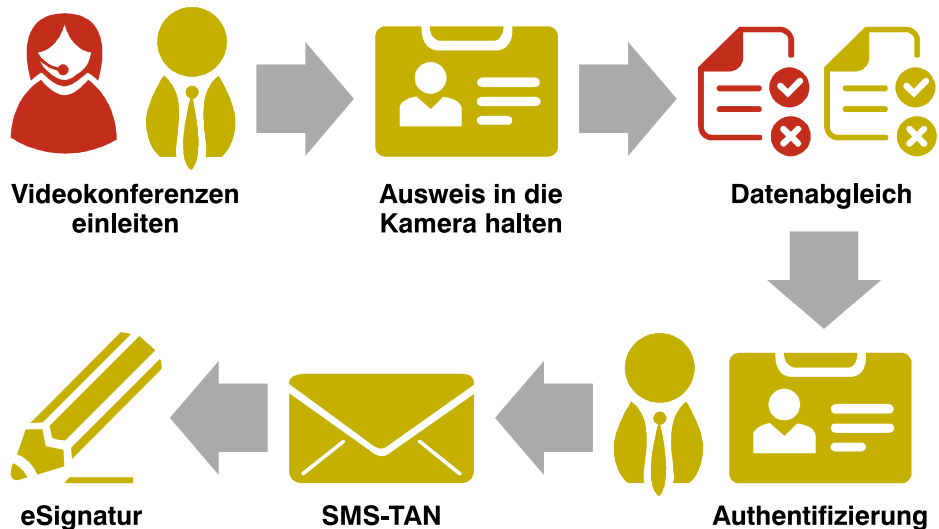 Videokonferenzen
einleiten
Ausweis in die
Kamera halten
Datenabgleich
eSignatur
SMS-TAN
Authentifizierung